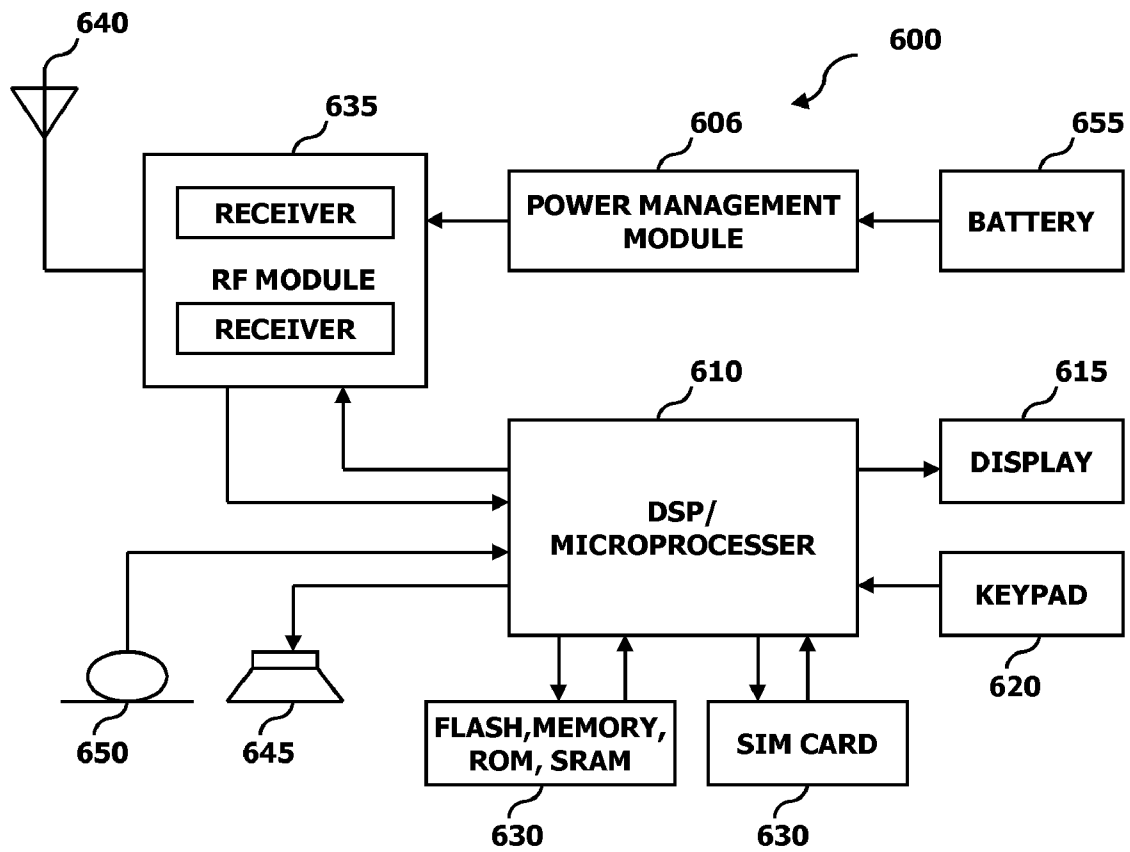 640
600
635
606
655
RECEIVER
RF MODULE
RECEIVER
POWER MANAGEMENT
MODULE
BATTERY
610
615
DSP/
MICROPROCESSER
DISPLAY
KEYPAD
620
650
645
FLASH,MEMORY,
ROM, SRAM
SIM CARD
630
630